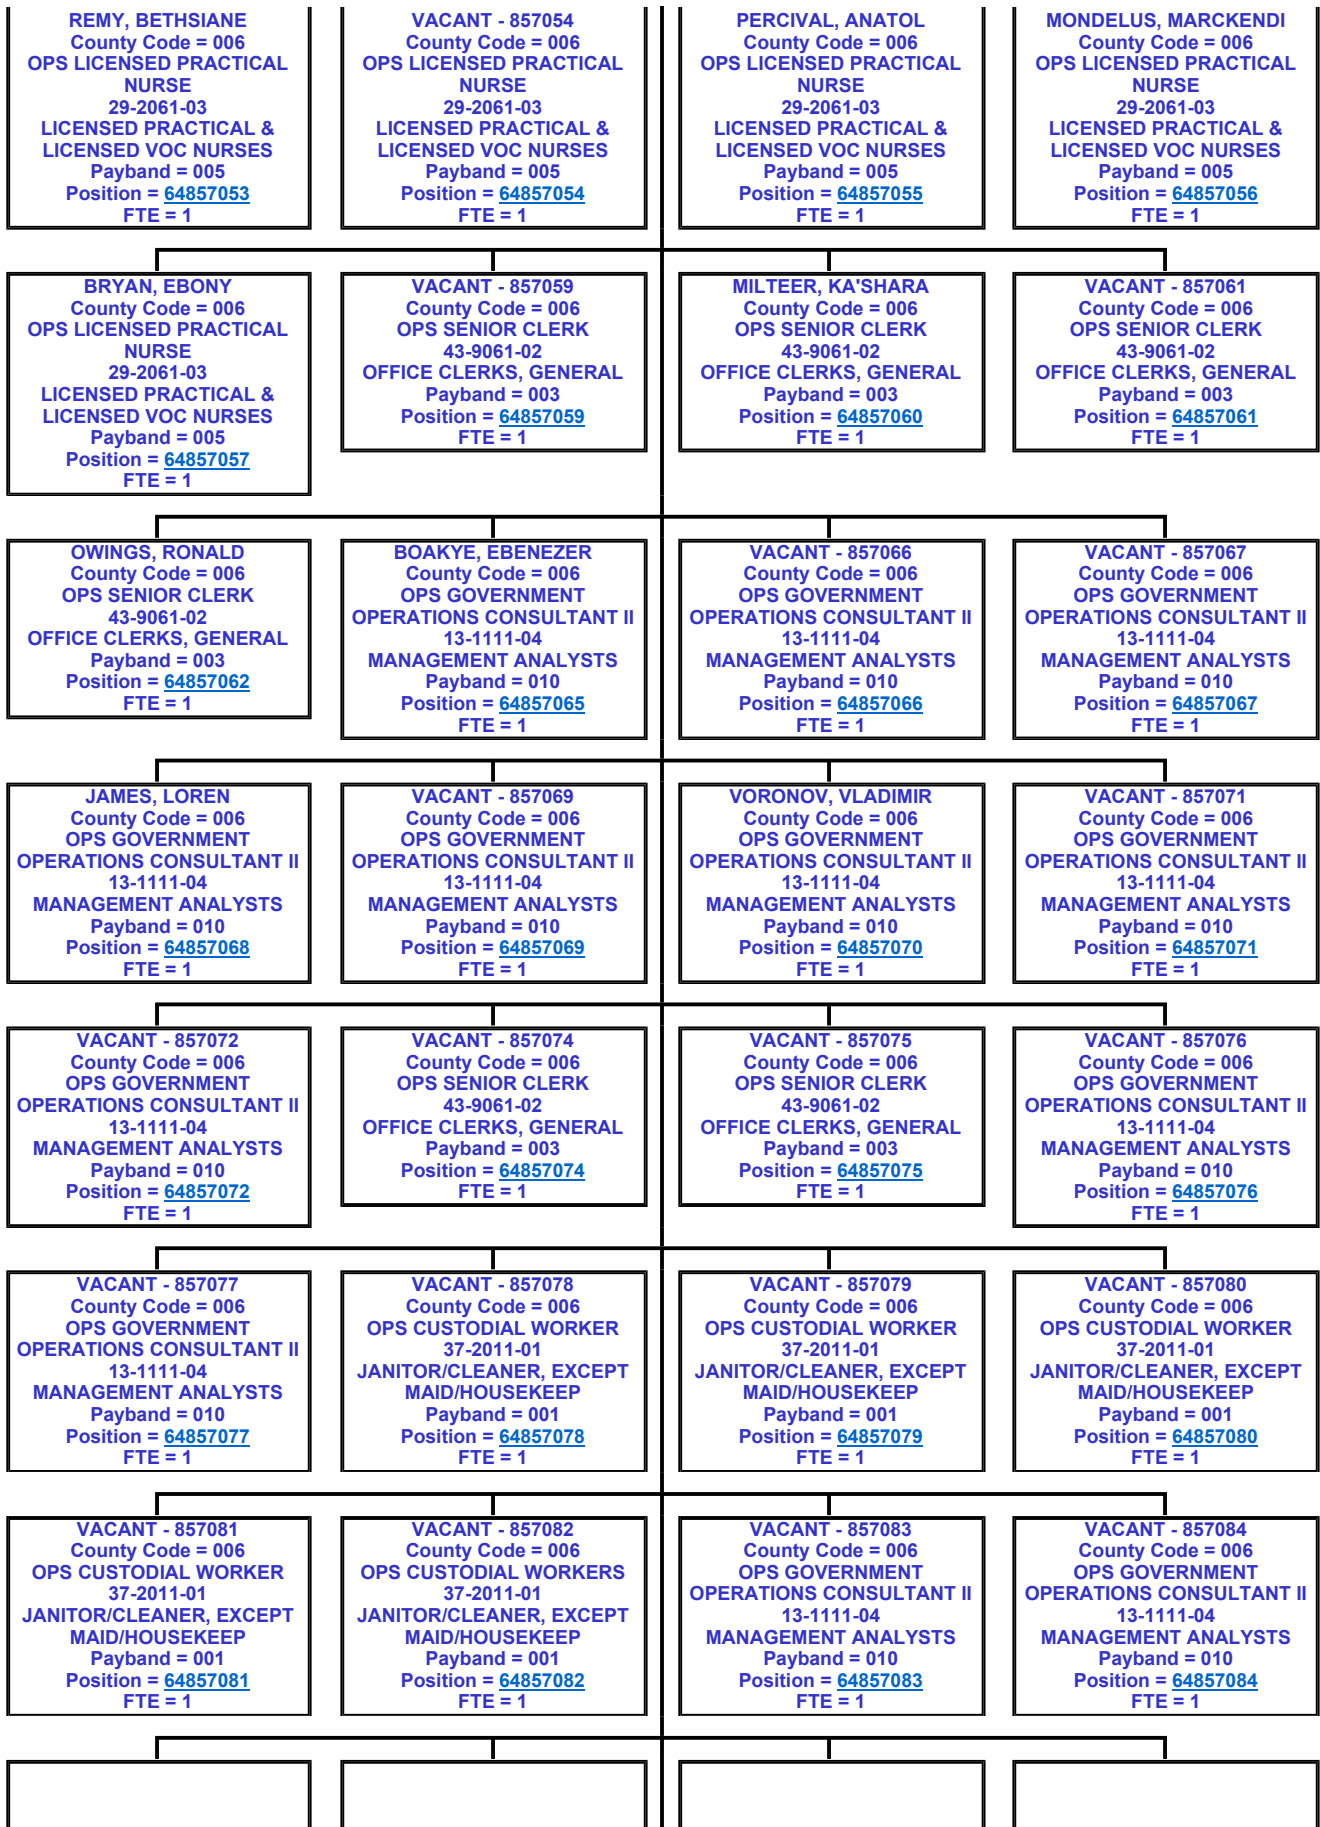 REMY, BETHSIANE
County Code = 006
OPS LICENSED PRACTICAL
NURSE
29-2061-03
LICENSED PRACTICAL &
LICENSED VOC NURSES
Payband = 005
Position = 64857053
FTE = 1
VACANT - 857054
County Code = 006
OPS LICENSED PRACTICAL
NURSE
29-2061-03
LICENSED PRACTICAL &
LICENSED VOC NURSES
Payband = 005
Position = 64857054
FTE = 1
PERCIVAL, ANATOL
County Code = 006
OPS LICENSED PRACTICAL
NURSE
29-2061-03
LICENSED PRACTICAL &
LICENSED VOC NURSES
Payband = 005
Position = 64857055
FTE = 1
MONDELUS, MARCKENDI
County Code = 006
OPS LICENSED PRACTICAL
NURSE
29-2061-03
LICENSED PRACTICAL &
LICENSED VOC NURSES
Payband = 005
Position = 64857056
FTE = 1
BRYAN, EBONY
County Code = 006
OPS LICENSED PRACTICAL
NURSE
29-2061-03
LICENSED PRACTICAL &
LICENSED VOC NURSES
Payband = 005
Position = 64857057
FTE = 1
VACANT - 857059
County Code = 006
OPS SENIOR CLERK
43-9061-02
OFFICE CLERKS, GENERAL
Payband = 003
Position = 64857059
FTE = 1
MILTEER, KA'SHARA
County Code = 006
OPS SENIOR CLERK
43-9061-02
OFFICE CLERKS, GENERAL
Payband = 003
Position = 64857060
FTE = 1
VACANT - 857061
County Code = 006
OPS SENIOR CLERK
43-9061-02
OFFICE CLERKS, GENERAL
Payband = 003
Position = 64857061
FTE = 1
OWINGS, RONALD
County Code = 006
OPS SENIOR CLERK
43-9061-02
OFFICE CLERKS, GENERAL
Payband = 003
Position = 64857062
FTE = 1
BOAKYE, EBENEZER
County Code = 006
OPS GOVERNMENT
OPERATIONS CONSULTANT II
13-1111-04
MANAGEMENT ANALYSTS
Payband = 010
Position = 64857065
FTE = 1
VACANT - 857066
County Code = 006
OPS GOVERNMENT
OPERATIONS CONSULTANT II
13-1111-04
MANAGEMENT ANALYSTS
Payband = 010
Position = 64857066
FTE = 1
VACANT - 857067
County Code = 006
OPS GOVERNMENT
OPERATIONS CONSULTANT II
13-1111-04
MANAGEMENT ANALYSTS
Payband = 010
Position = 64857067
FTE = 1
JAMES, LOREN
County Code = 006
OPS GOVERNMENT
OPERATIONS CONSULTANT II
13-1111-04
MANAGEMENT ANALYSTS
Payband = 010
Position = 64857068
FTE = 1
VACANT - 857069
County Code = 006
OPS GOVERNMENT
OPERATIONS CONSULTANT II
13-1111-04
MANAGEMENT ANALYSTS
Payband = 010
Position = 64857069
FTE = 1
VORONOV, VLADIMIR
County Code = 006
OPS GOVERNMENT
OPERATIONS CONSULTANT II
13-1111-04
MANAGEMENT ANALYSTS
Payband = 010
Position = 64857070
FTE = 1
VACANT - 857071
County Code = 006
OPS GOVERNMENT
OPERATIONS CONSULTANT II
13-1111-04
MANAGEMENT ANALYSTS
Payband = 010
Position = 64857071
FTE = 1
VACANT - 857072
County Code = 006
OPS GOVERNMENT
OPERATIONS CONSULTANT II
13-1111-04
MANAGEMENT ANALYSTS
Payband = 010
Position = 64857072
FTE = 1
VACANT - 857074
County Code = 006
OPS SENIOR CLERK
43-9061-02
OFFICE CLERKS, GENERAL
Payband = 003
Position = 64857074
FTE = 1
VACANT - 857075
County Code = 006
OPS SENIOR CLERK
43-9061-02
OFFICE CLERKS, GENERAL
Payband = 003
Position = 64857075
FTE = 1
VACANT - 857076
County Code = 006
OPS GOVERNMENT
OPERATIONS CONSULTANT II
13-1111-04
MANAGEMENT ANALYSTS
Payband = 010
Position = 64857076
FTE = 1
VACANT - 857077
County Code = 006
OPS GOVERNMENT
OPERATIONS CONSULTANT II
13-1111-04
MANAGEMENT ANALYSTS
Payband = 010
Position = 64857077
FTE = 1
VACANT - 857078
County Code = 006
OPS CUSTODIAL WORKER
37-2011-01
JANITOR/CLEANER, EXCEPT
MAID/HOUSEKEEP
Payband = 001
Position = 64857078
FTE = 1
VACANT - 857079
County Code = 006
OPS CUSTODIAL WORKER
37-2011-01
JANITOR/CLEANER, EXCEPT
MAID/HOUSEKEEP
Payband = 001
Position = 64857079
FTE = 1
VACANT - 857080
County Code = 006
OPS CUSTODIAL WORKER
37-2011-01
JANITOR/CLEANER, EXCEPT
MAID/HOUSEKEEP
Payband = 001
Position = 64857080
FTE = 1
VACANT - 857081
County Code = 006
OPS CUSTODIAL WORKER
37-2011-01
JANITOR/CLEANER, EXCEPT
MAID/HOUSEKEEP
Payband = 001
Position = 64857081
FTE = 1
VACANT - 857082
County Code = 006
OPS CUSTODIAL WORKERS
37-2011-01
JANITOR/CLEANER, EXCEPT
MAID/HOUSEKEEP
Payband = 001
Position = 64857082
FTE = 1
VACANT - 857083
County Code = 006
OPS GOVERNMENT
OPERATIONS CONSULTANT II
13-1111-04
MANAGEMENT ANALYSTS
Payband = 010
Position = 64857083
FTE = 1
VACANT - 857084
County Code = 006
OPS GOVERNMENT
OPERATIONS CONSULTANT II
13-1111-04
MANAGEMENT ANALYSTS
Payband = 010
Position = 64857084
FTE = 1